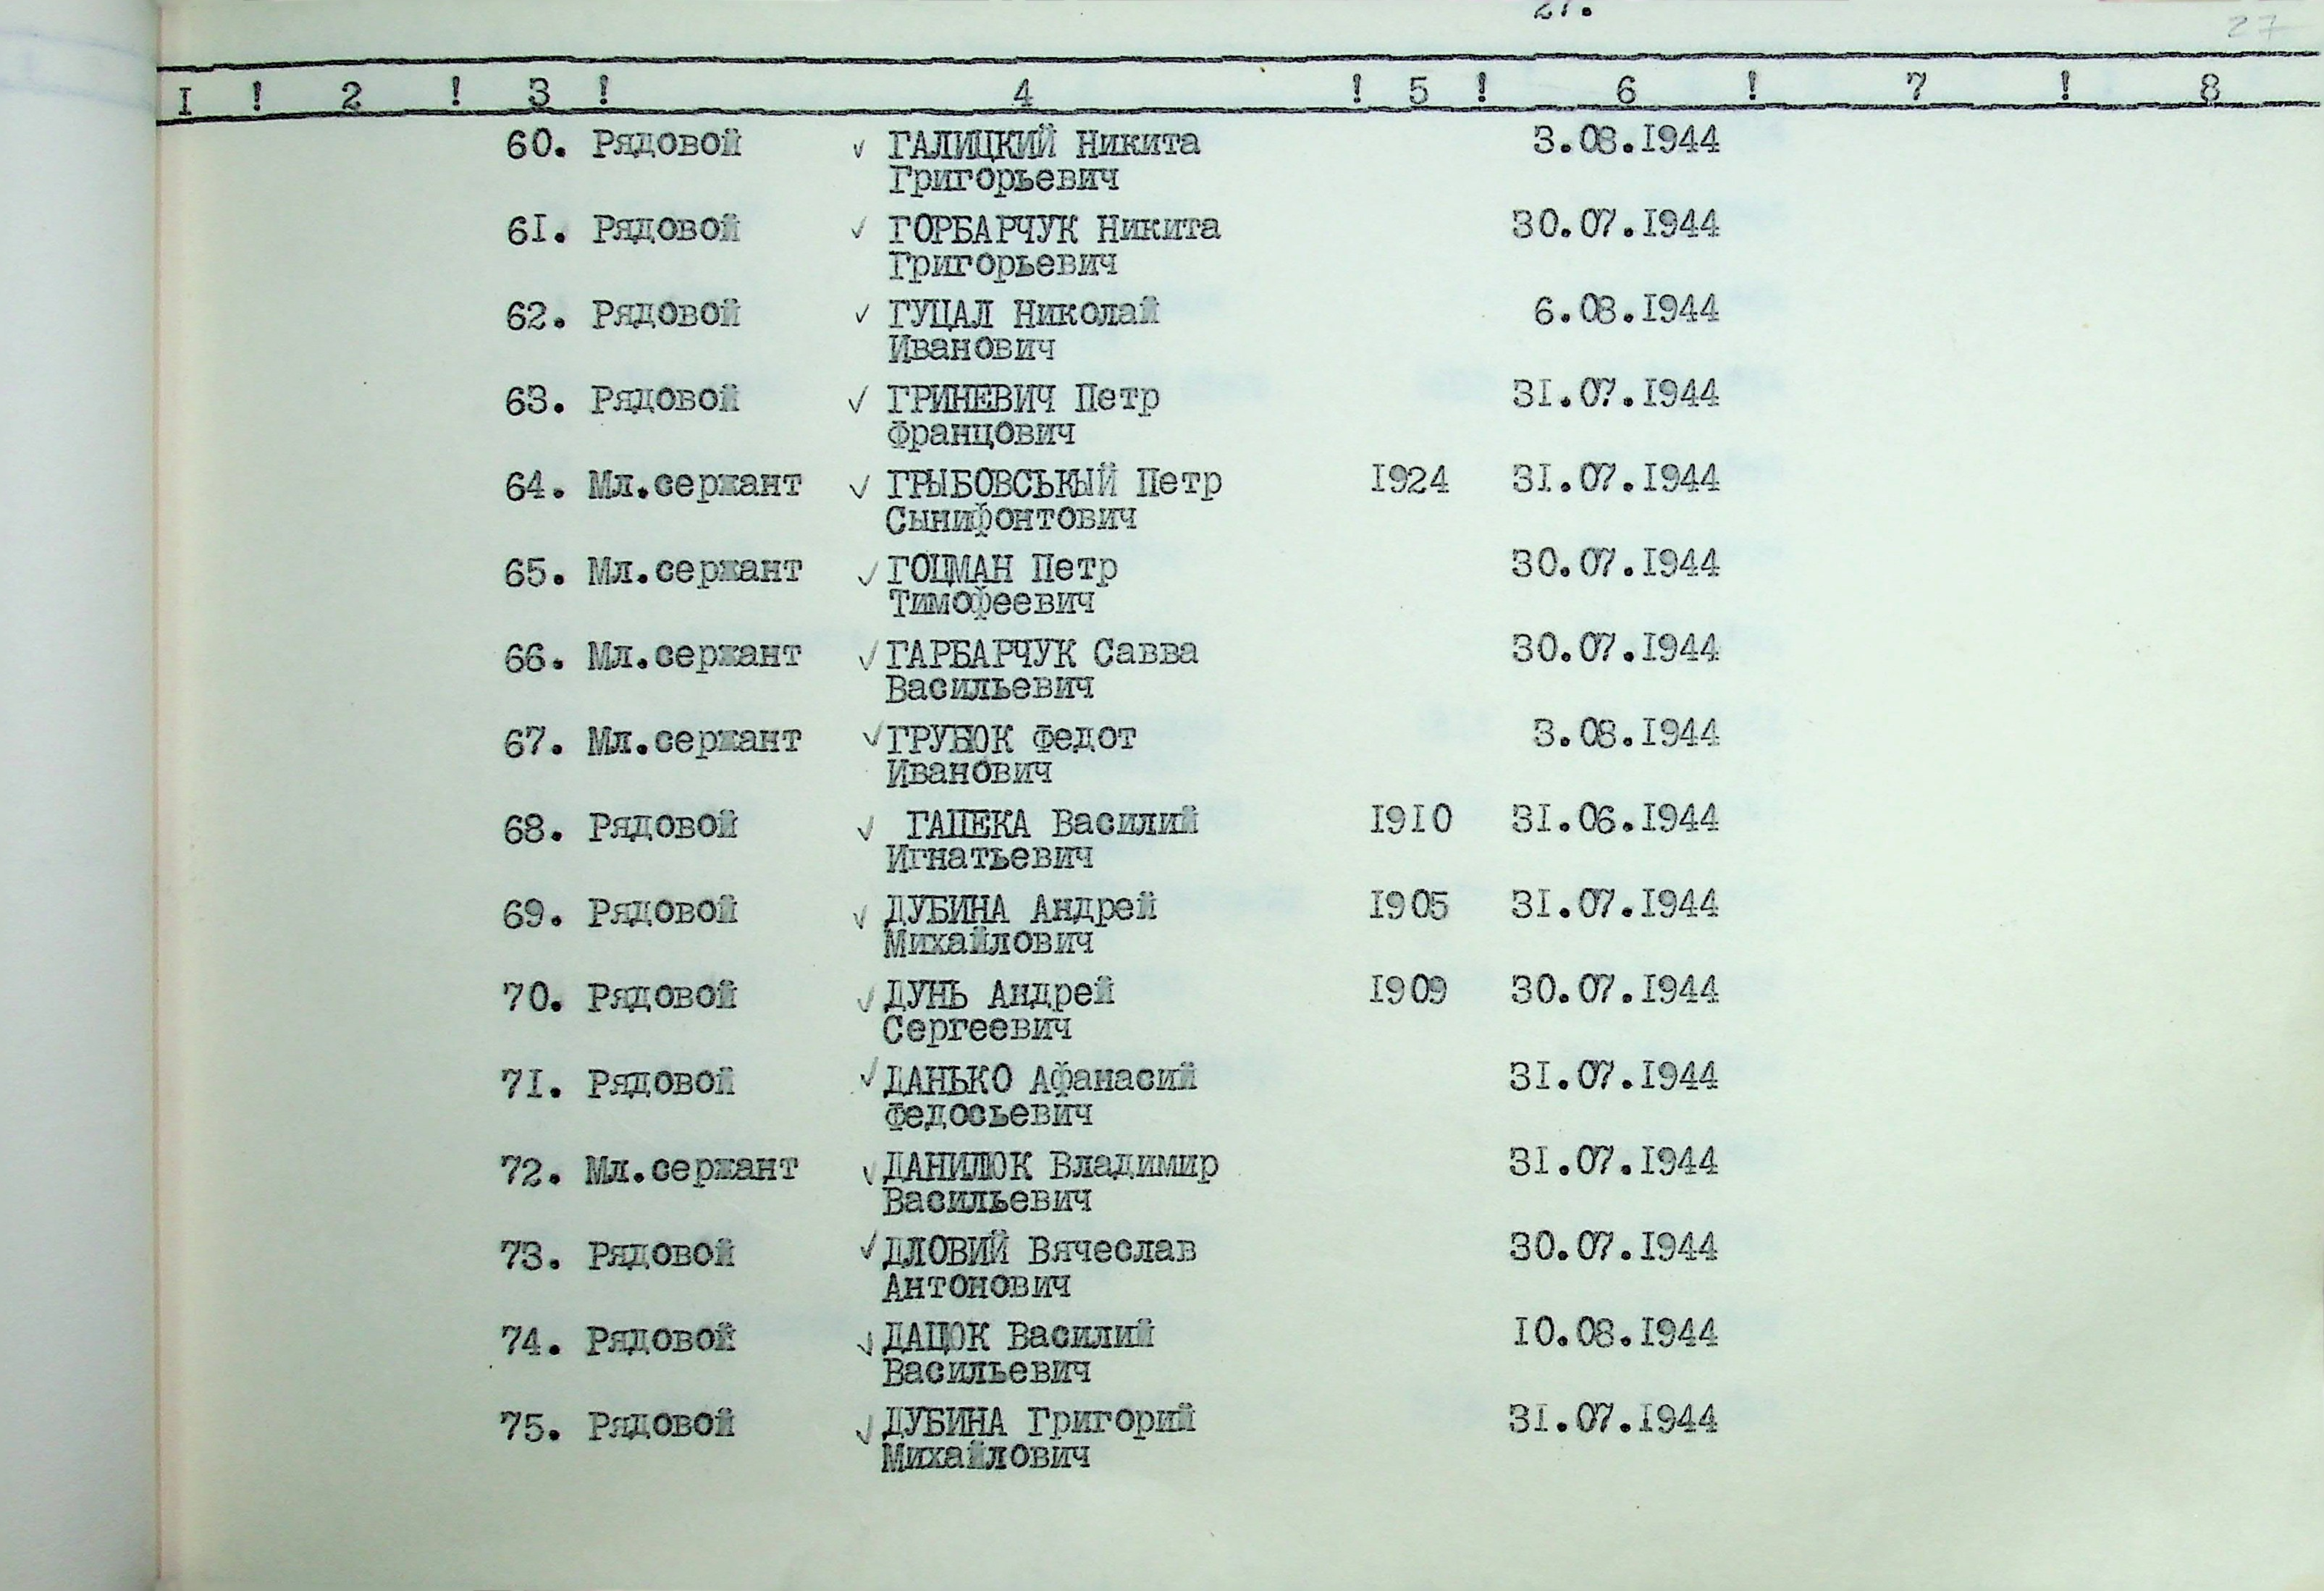 27.
27
I ! 2 ! 3 ! 4 ! 5 ! 6 ! 7 ! 8
60. Рядовой ГАЛИЦКИЙ Никита 3.08.1944
Григорьевич
61. Рядовой ГОРБАРЧУК Никита 30.07.1944
Григорьевич
62. Рядовой ГУЦАЛ Николай 6.08.1944
Иванович
63. Рядовой ГРИНЕВИЧ Петр 31.07.1944
Францович
64. Мл.сержант ГРЫБОВСЬКЫЙ Петр 1924 31.07.1944
Сынифонтович
65. Мл.сержант ГОЦМАН Петр 30.07.1944
Тимофеевич
66. Мл.сержант ГАРБАРЧУК Савва 30.07.1944
Васильевич
67. Мл.сержант Федот 3.08.1944
Иванович
68. Рядовой ГАПЕКА Василий 1910 31.06.1944
Игнатьевич
69. Рядовой ДУБИНА Андрей 1905 31.07.1944
Михайлович
70. Рядовой ДУНЬ Андрей 1909 30.07.1944
Сергеевич
71. Рядовой ДАНЬКО Афанасий 31.07.1944
Федосьевич
72. Мл.сержант ДАНИЛЮК Владимир 31.07.1944
Васильевич
73. Рядовой ДЛОВИЙ Вячеслав 30.07.1944
Антонович
74. Рядовой ДАЦЮК Василий 10.08.1944
Васильевич
75. Рядовой ДУБИНА Григорий 31.07.1944
Михайлович